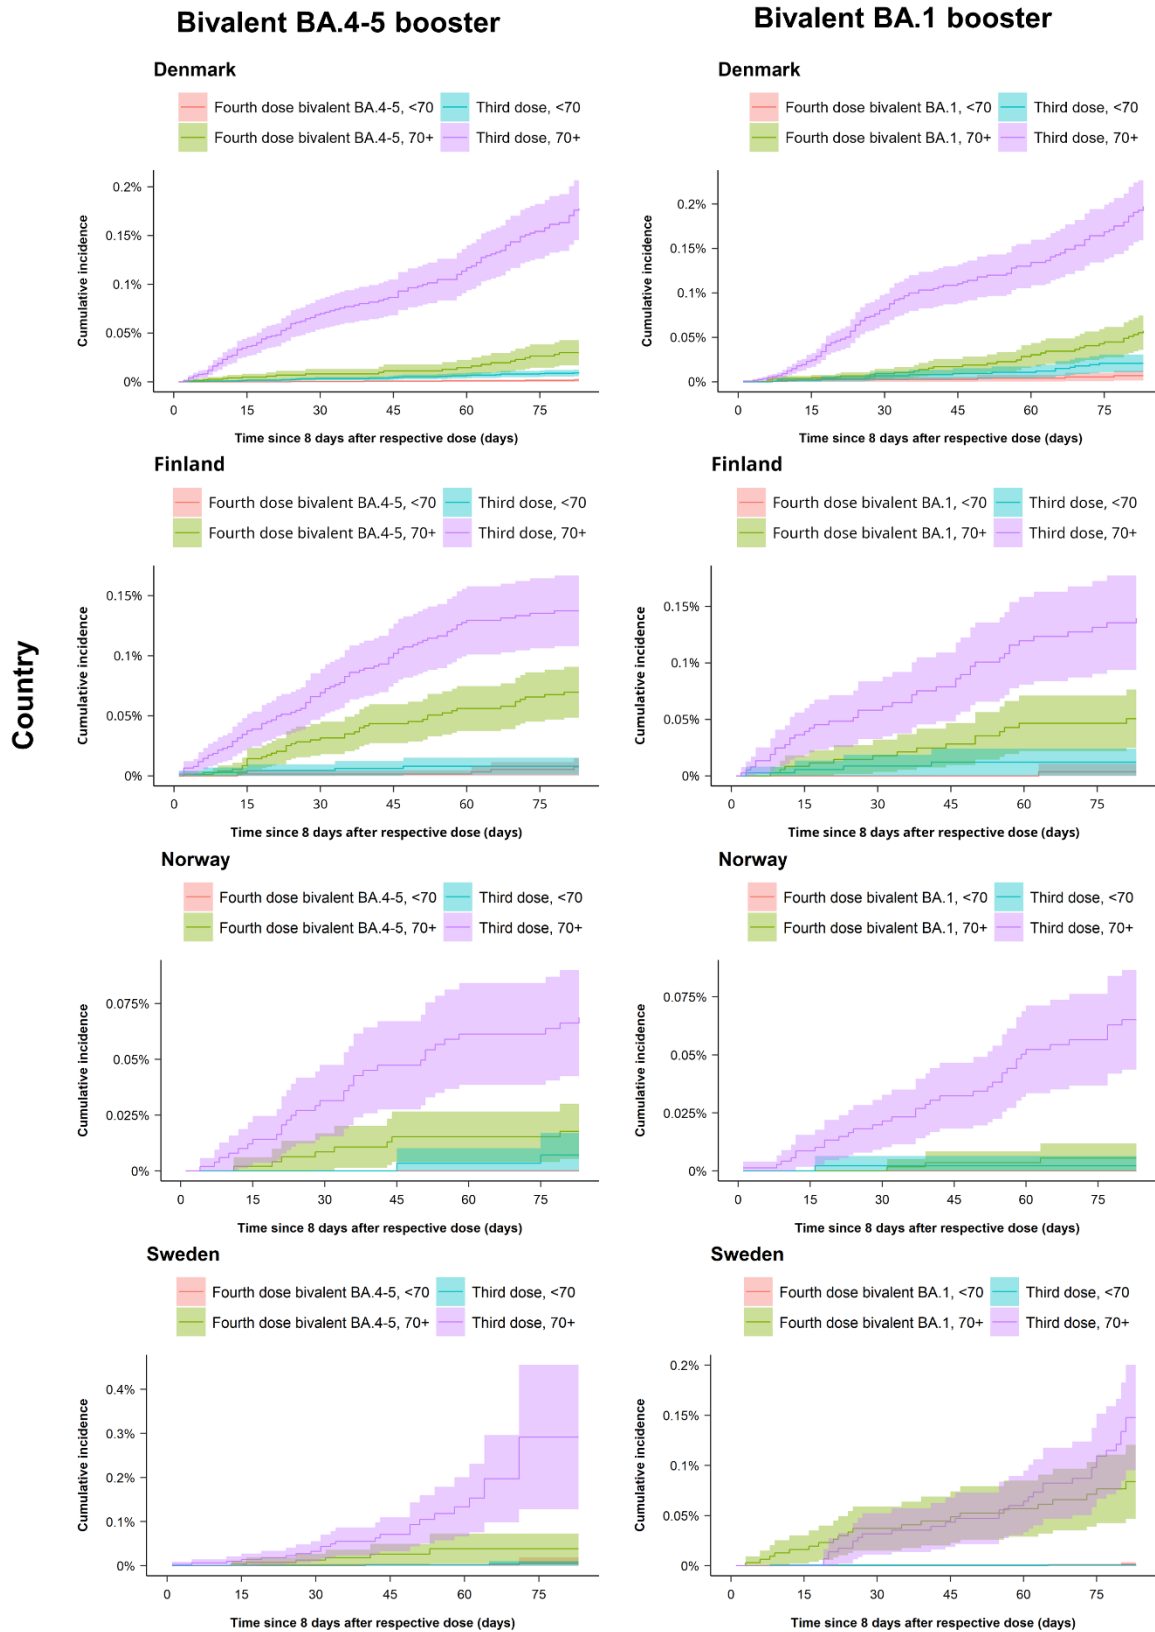 Bivalent BA.4-5 booster
Bivalent BA.1 booster
Country
Denmark
Fourth dose bivalent BA.4-5, <70
Third dose, <70
Fourth dose bivalent BA.4-5, 70+
Third dose, 70+
Cumulative incidence
0.2%
0.15%
0.1%
0.05%
0%
0 15 30 45 60 75
Time since 8 days after respective dose (days)
Denmark
Fourth dose bivalent BA.1, <70
Third dose, <70
Fourth dose bivalent BA.1, 70+
Third dose, 70+
Cumulative incidence
0.2%
0.15%
0.1%
0.05%
0%
0 15 30 45 60 75
Time since 8 days after respective dose (days)
Finland
Fourth dose bivalent BA.4-5, <70
Third dose, <70
Fourth dose bivalent BA.4-5, 70+
Third dose, 70+
Cumulative incidence
0.15%
0.1%
0.05%
0%
0 15 30 45 60 75
Time since 8 days after respective dose (days)
Finland
Fourth dose bivalent BA.1, <70
Third dose, <70
Fourth dose bivalent BA.1, 70+
Third dose, 70+
Cumulative incidence
0.15%
0.1%
0.05%
0%
0 15 30 45 60 75
Time since 8 days after respective dose (days)
Norway
Fourth dose bivalent BA.4-5, <70
Third dose, <70
Fourth dose bivalent BA.4-5, 70+
Third dose, 70+
Cumulative incidence
0.075%
0.05%
0.025%
0%
0 15 30 45 60 75
Time since 8 days after respective dose (days)
Norway
Fourth dose bivalent BA.1, <70
Third dose, <70
Fourth dose bivalent BA.1, 70+
Third dose, 70+
Cumulative incidence
0.075%
0.05%
0.025%
0%
0 15 30 45 60 75
Time since 8 days after respective dose (days)
Sweden
Fourth dose bivalent BA.4-5, <70
Third dose, <70
Fourth dose bivalent BA.4-5, 70+
Third dose, 70+
Cumulative incidence
0.4%
0.3%
0.2%
0.1%
0%
0 15 30 45 60 75
Time since 8 days after respective dose (days)
Sweden
Fourth dose bivalent BA.1, <70
Third dose, <70
Fourth dose bivalent BA.1, 70+
Third dose, 70+
Cumulative incidence
0.2%
0.15%
0.1%
0.05%
0%
0 15 30 45 60 75
Time since 8 days after respective dose (days)